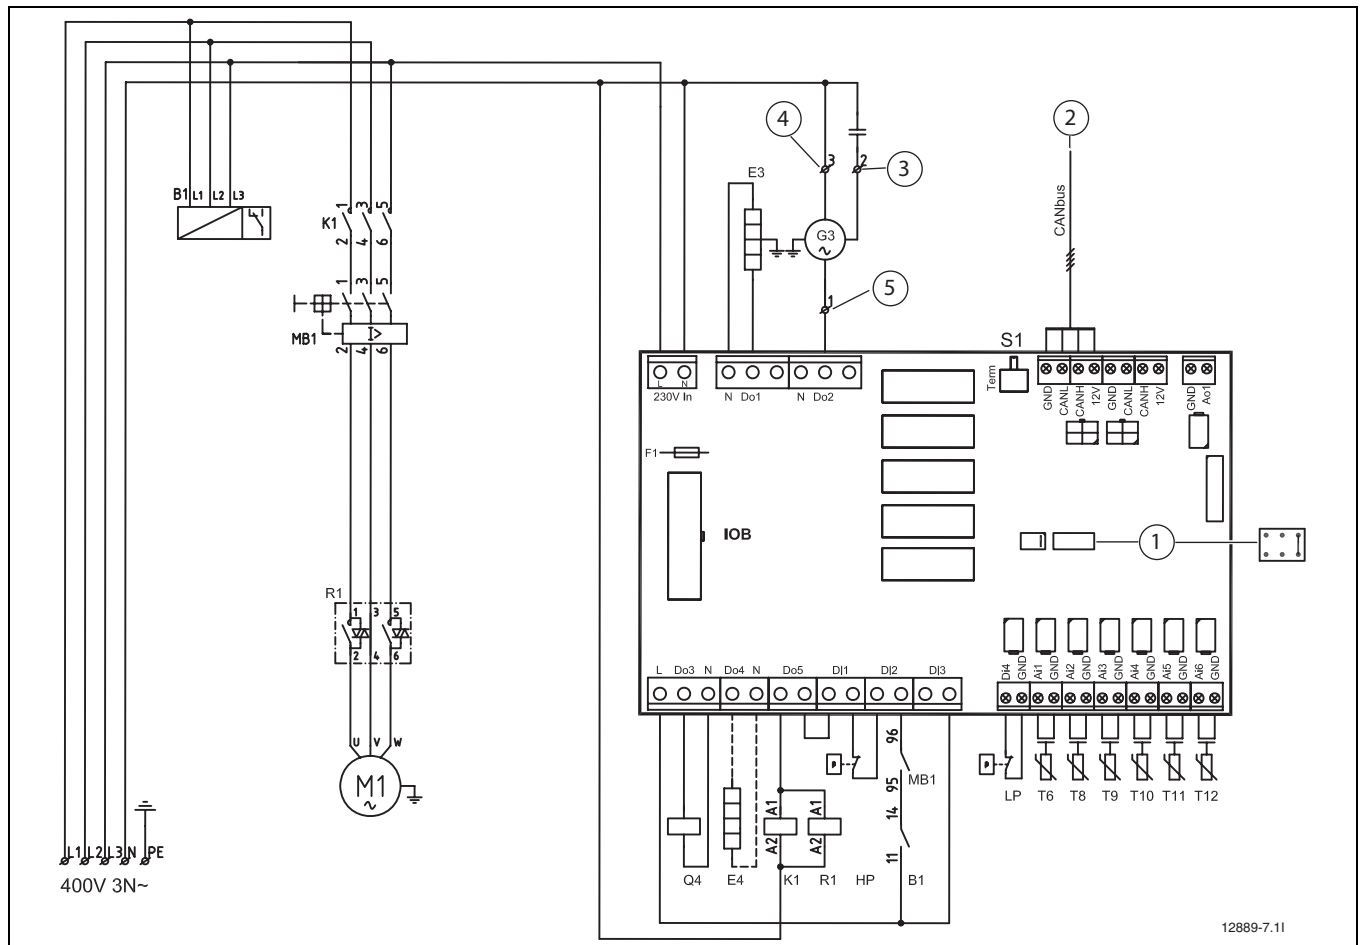 4
2
3
2
3
E3
CANbus
B1 L1 L2 L3
K1
1 3 5
2 4 6
G3
~
1
5
1 3 5
MB1
I>
2 4 6
S1
L N
230V In
N Do1
N Do2
Term
GND CANL CANH 12V GND CANL CANH 12V
GND Ao1
F1
IOB
1
R1
1 3 5
2 4 6
L Do3 N Do4 N Do5 DI1 DI2 DI3
Di4 GND Ai1 GND Ai2 GND Ai3 GND Ai4 GND Ai5 GND Ai6 GND
U V W
M1
~
96
MB1
95
P
P
LP T6 T8 T9 T10 T11 T12
A1 A1 14
A2 A2 11
L1 L2 L3 N PE
400V 3N~
Q4 E4 K1 R1 HP B1
12889-7.1I